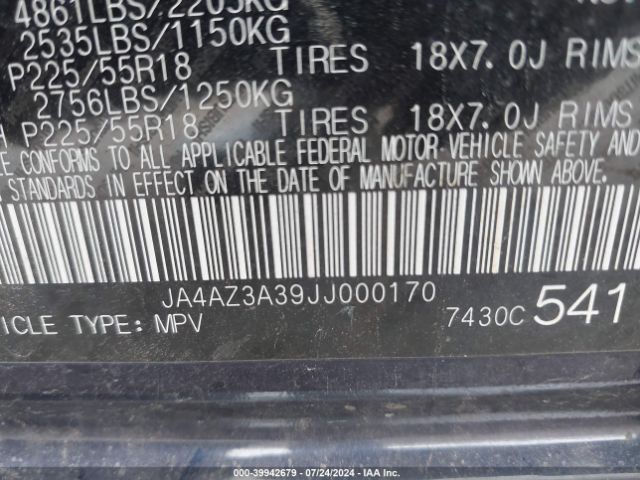 4861LBS/2205KG
2535LBS/1150KG
P225/55R18 TIRES 18X7.0J RIMS
2756LBS/1250KG
P225/55R18 TIRES 18X7.0J RIMS
CONFORMS TO ALL APPLICABLE FEDERAL MOTOR VEHICLE SAFETY AND
STANDARDS IN EFFECT ON THE DATE OF MANUFACTURE SHOWN ABOVE.
JA4AZ3A39JJ000170
ICLE TYPE: MPV 7430C 541
000-39942679 / 07/24/2024 - IAA Inc.